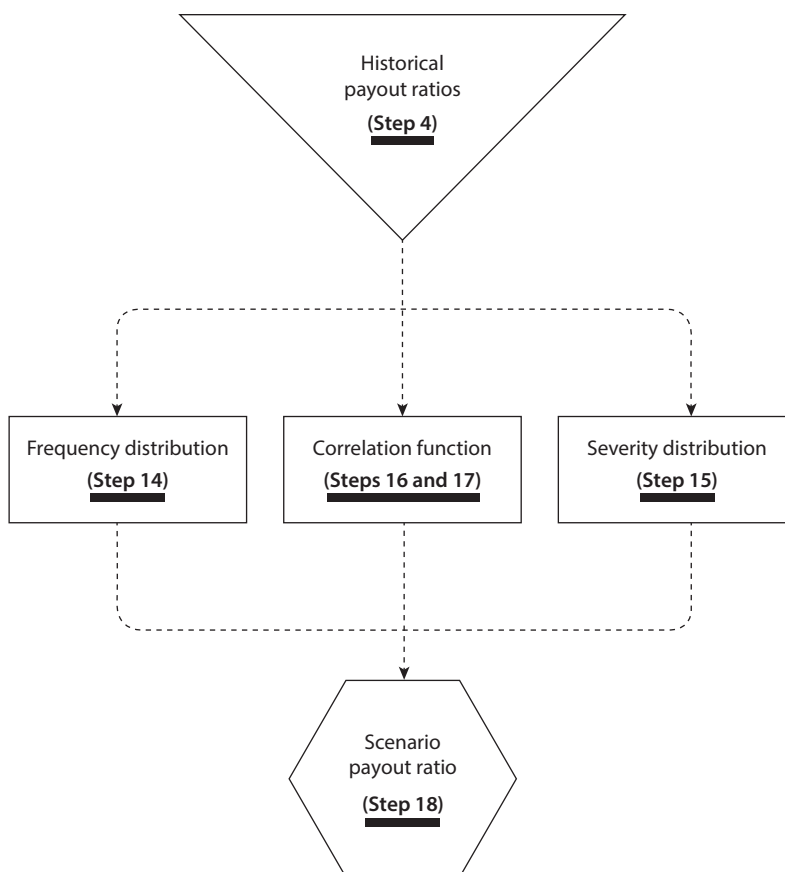 Historical
payout ratios
(Step 4)
Frequency distribution
(Step 14)
Correlation function
(Steps 16 and 17)
Severity distribution
(Step 15)
Scenario
payout ratio
(Step 18)